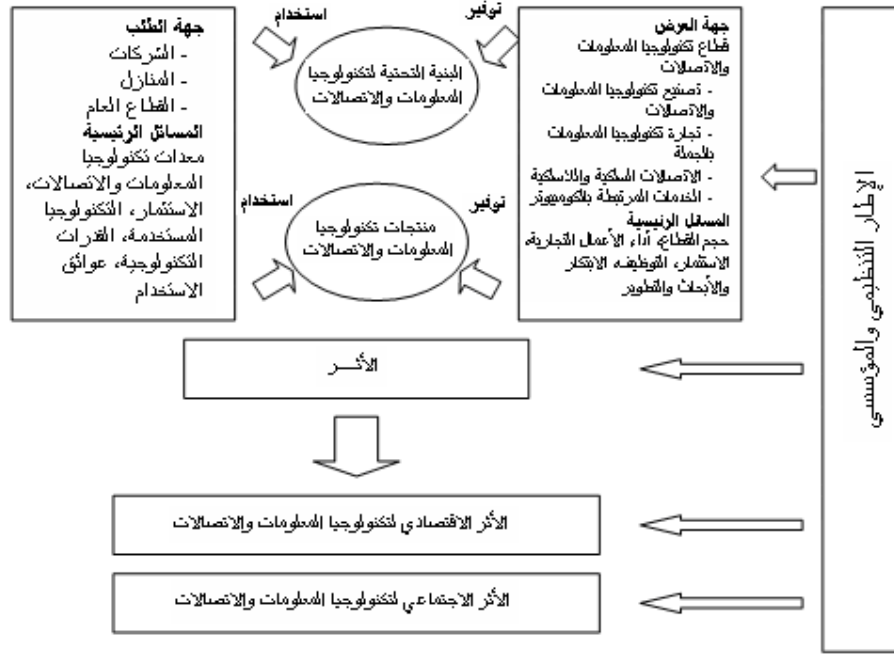 جهة العرض
قطاع تكنولوجيا المعلومات
والاتصالات
- تصنيع تكنولوجيا المعلومات
والاتصالات
- تجارة تكنولوجيا المعلومات
بالجملة
- الاتصالات السلكية واللاسلكية
- الخدمات المرتبطة بالكومبيوتر
المسائل الرئيسية
حجم القطاع، أداء الأعمال التجارية،
الاستثمار، التوظيف، الابتكار
والأبحاث والتطوير
توفير
استخدام
البنية التحتية لتكنولوجيا
المعلومات والاتصالات
توفير
استخدام
منتجات تكنولوجيا
المعلومات والاتصالات
جهة الطلب
- الشركات
- المنازل
- القطاع العام
المسائل الرئيسية
معدات تكنولوجيا
المعلومات والاتصالات،
الاستثمار، التكنولوجيا
المستخدمة، القدرات
التكنولوجية، عوائق
الاستخدام
الإطار التنظيمي والمؤسسي
الأثـــر
الأثر الاقتصادي لتكنولوجيا المعلومات والاتصالات
الأثر الاجتماعي لتكنولوجيا المعلومات والاتصالات